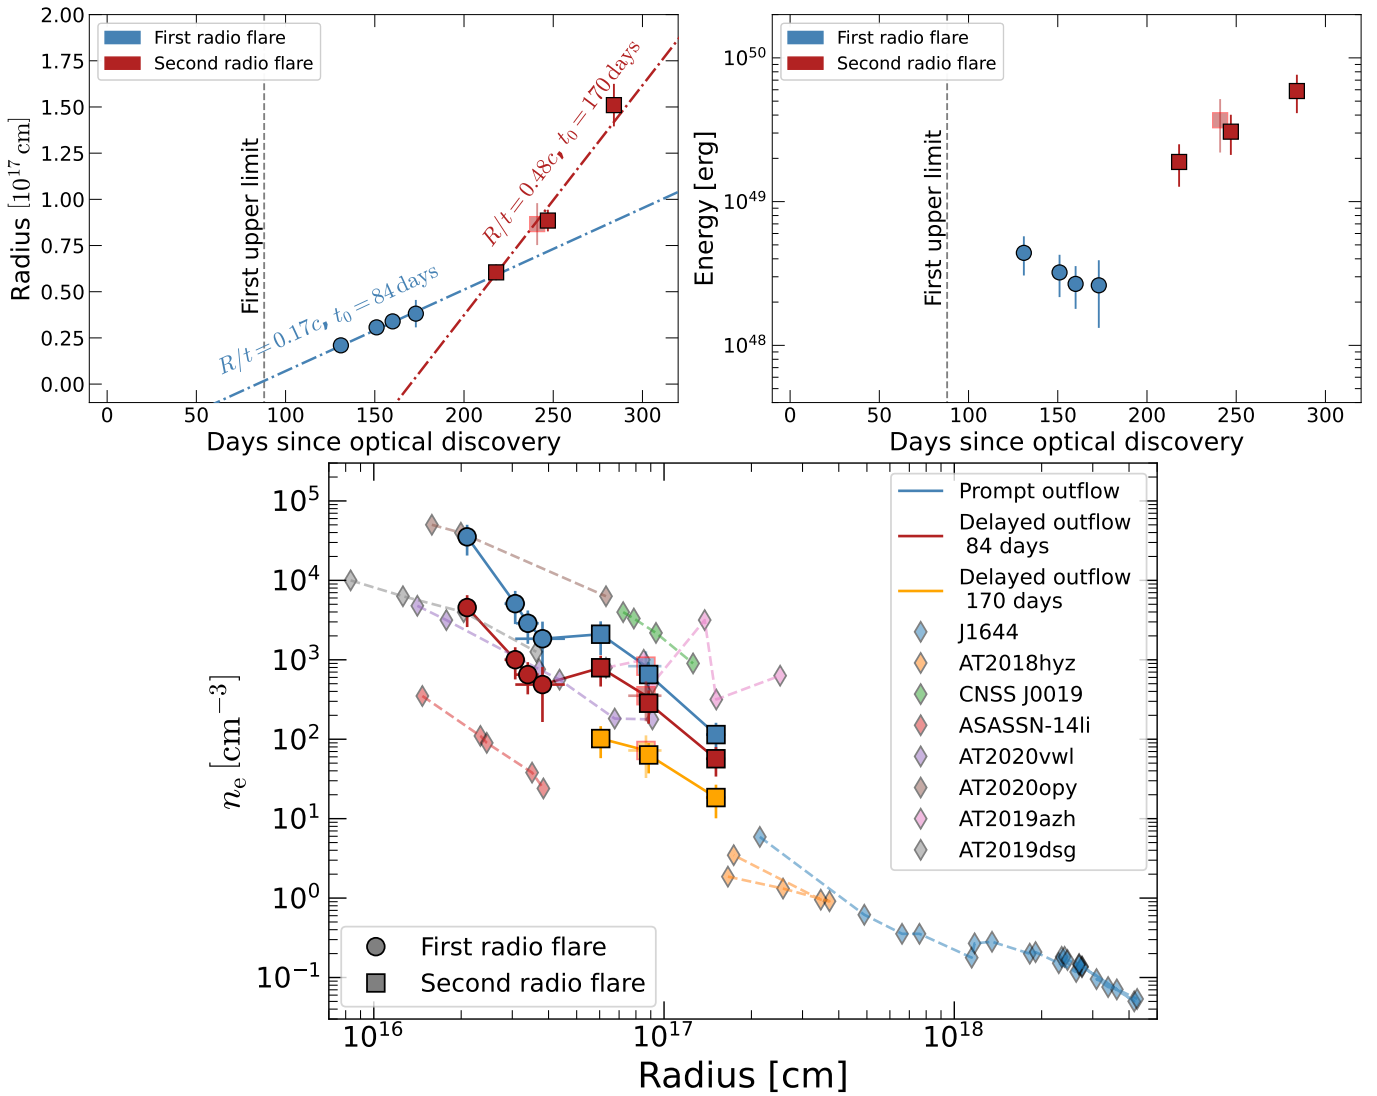 2.00
1.75
1.50
1.25
1.00
0.75
0.50
0.25
0.00
Radius [10^17 cm]
First radio flare
Second radio flare
First upper limit
R/t = 0.17c, t_0 = 84 days
R/t = 0.48c, t_0 = 170 days
0 50 100 150 200 250 300
Days since optical discovery
10^50
10^49
10^48
Energy [erg]
First radio flare
Second radio flare
First upper limit
0 50 100 150 200 250 300
Days since optical discovery
10^5
10^4
10^3
10^2
10^1
10^0
10^−1
n_e [cm^−3]
Prompt outflow
Delayed outflow
84 days
Delayed outflow
170 days
J1644
AT2018hyz
CNSS J0019
ASASSN-14li
AT2020vwl
AT2020opy
AT2019azh
AT2019dsg
First radio flare
Second radio flare
10^16 10^17 10^18
Radius [cm]